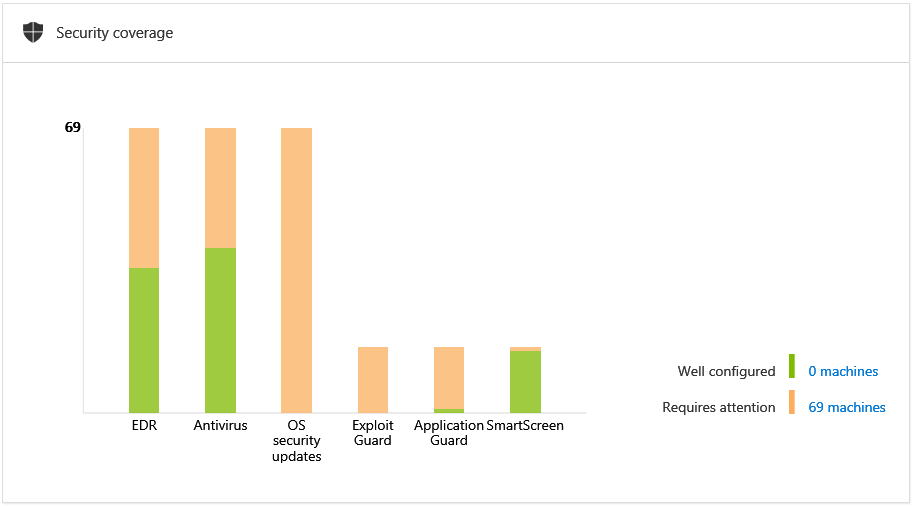 Security coverage
69
EDR
Antivirus
OS
security
updates
Exploit
Guard
Application
Guard
SmartScreen
Well configured 0 machines
Requires attention 69 machines